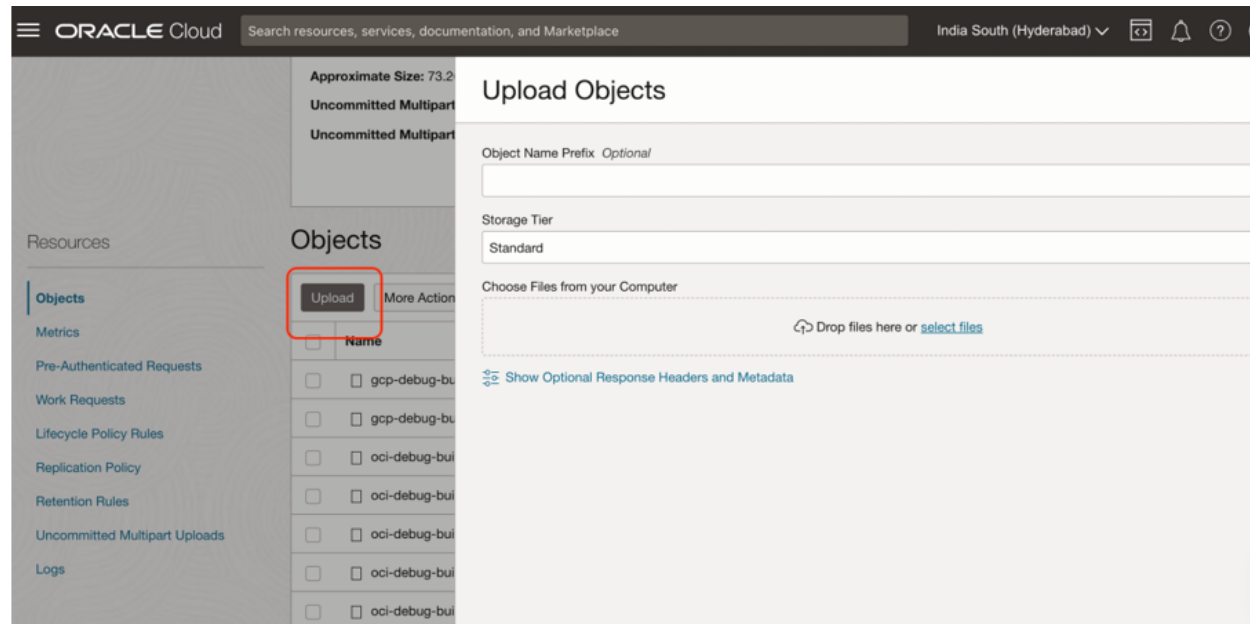 ORACLE Cloud
Search resources, services, documentation, and Marketplace
India South (Hyderabad)
Approximate Size: 73.2
Uncommitted Multipart
Uncommitted Multipart
Resources
Objects
Metrics
Pre-Authenticated Requests
Work Requests
Lifecycle Policy Rules
Replication Policy
Retention Rules
Uncommitted Multipart Uploads
Logs
Objects
Upload
More Action
Name
gcp-debug-bu
gcp-debug-bu
oci-debug-bui
oci-debug-bui
oci-debug-bui
oci-debug-bui
oci-debug-bui
Upload Objects
Object Name Prefix Optional
Storage Tier
Standard
Choose Files from your Computer
Drop files here or select files
Show Optional Response Headers and Metadata